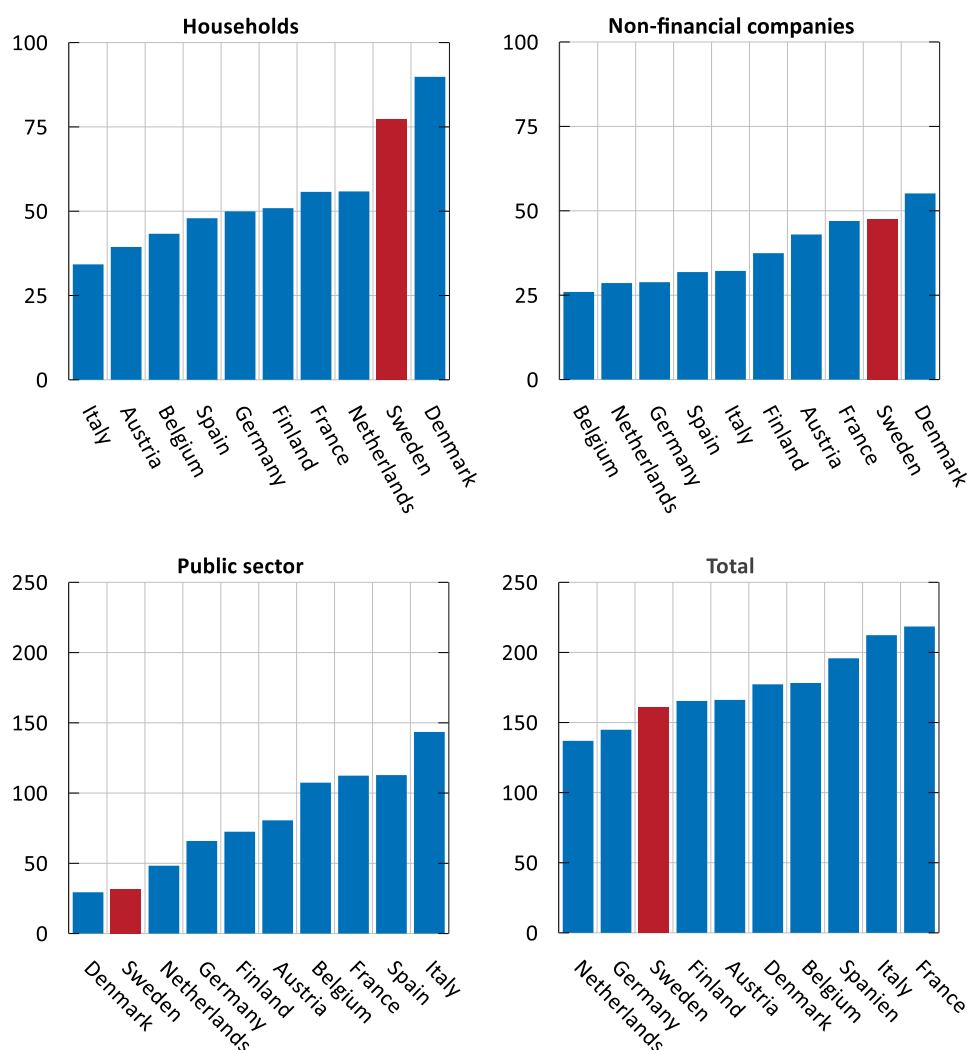 Households
100
75
50
25
0
Italy
Austria
Belgium
Spain
Germany
Finland
France
Netherlands
Sweden
Denmark
Non-financial companies
100
75
50
25
0
Belgium
Netherlands
Germany
Spain
Italy
Finland
Austria
France
Sweden
Denmark
Public sector
250
200
150
100
50
0
Denmark
Sweden
Netherlands
Germany
Finland
Austria
Belgium
France
Spain
Italy
Total
250
200
150
100
50
0
Netherlands
Germany
Sweden
Finland
Austria
Denmark
Belgium
Spanien
Italy
France